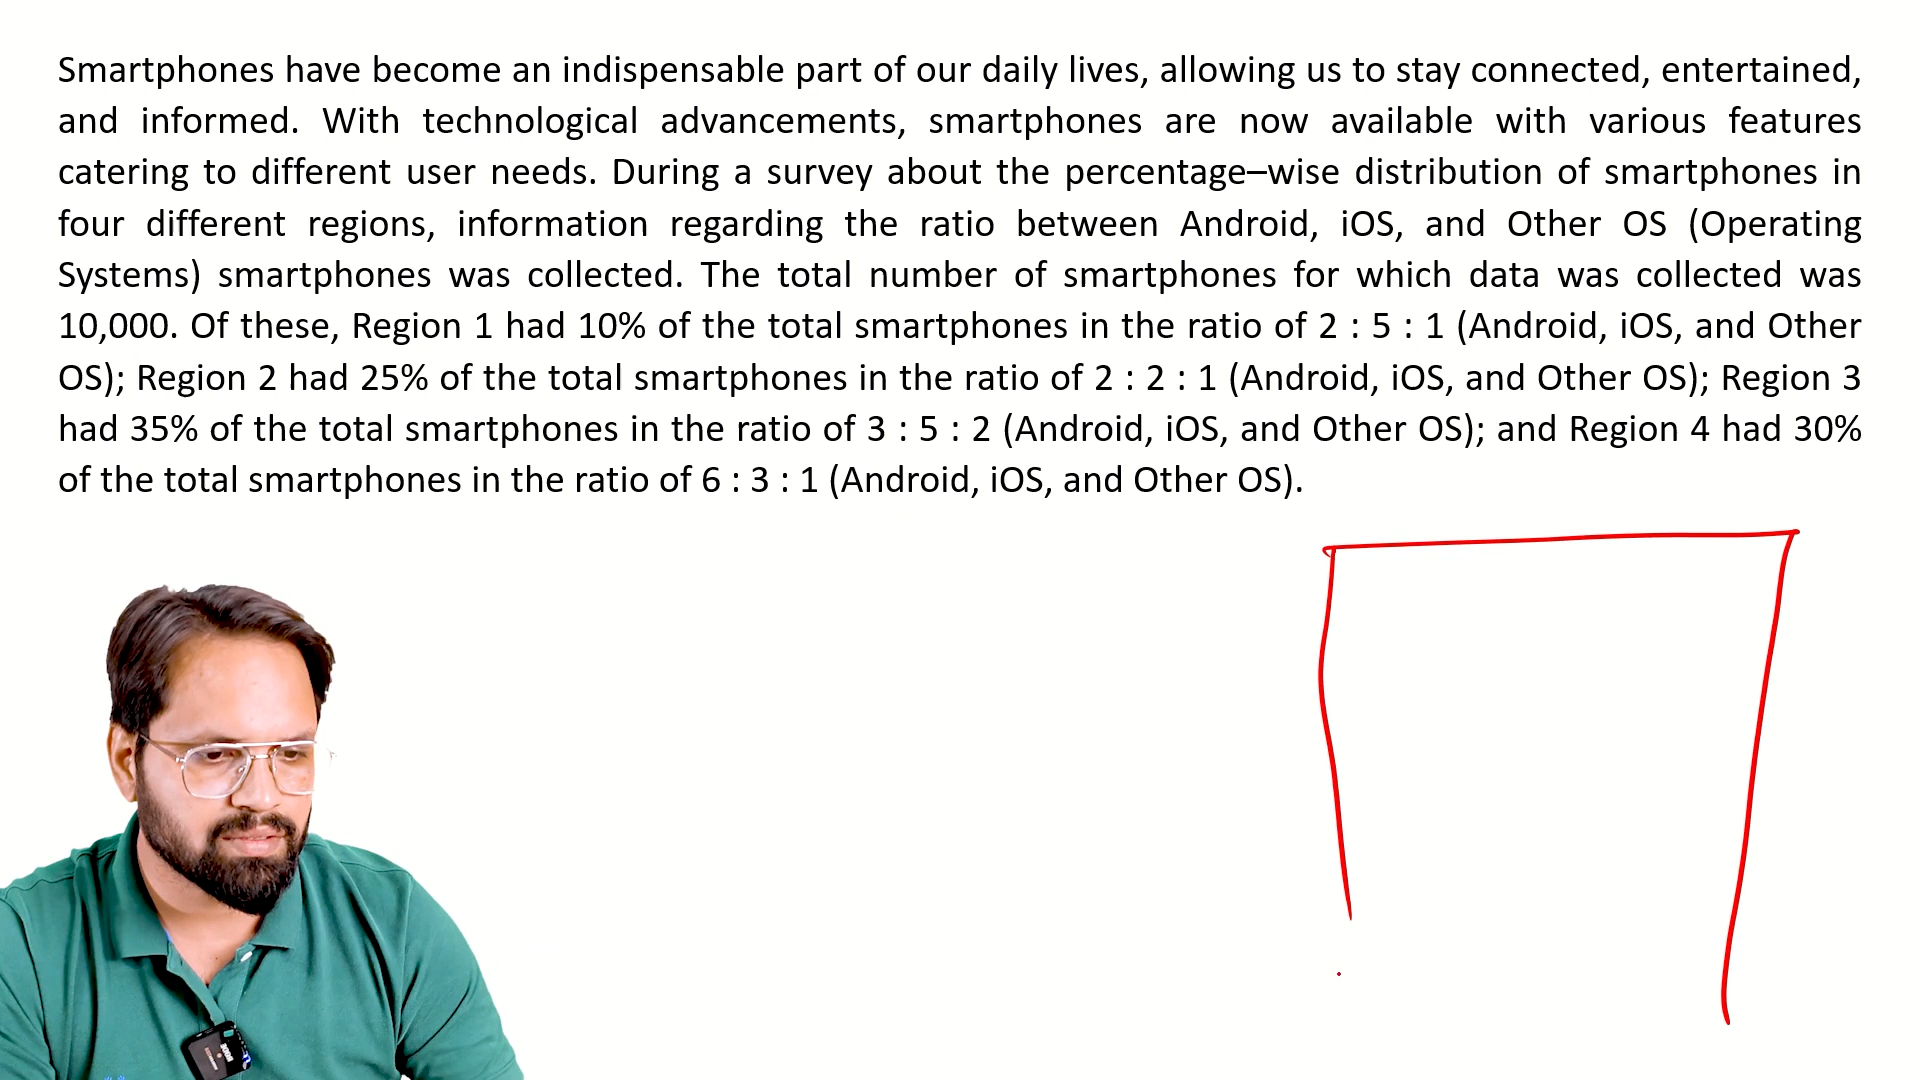 Smartphones have become an indispensable part of our daily lives, allowing us to stay connected, entertained,
and informed. With technological advancements, smartphones are now available with various features
catering to different user needs. During a survey about the percentage–wise distribution of smartphones in
four different regions, information regarding the ratio between Android, iOS, and Other OS (Operating
Systems) smartphones was collected. The total number of smartphones for which data was collected was
10,000. Of these, Region 1 had 10% of the total smartphones in the ratio of 2 : 5 : 1 (Android, iOS, and Other
OS); Region 2 had 25% of the total smartphones in the ratio of 2 : 2 : 1 (Android, iOS, and Other OS); Region 3
had 35% of the total smartphones in the ratio of 3 : 5 : 2 (Android, iOS, and Other OS); and Region 4 had 30%
of the total smartphones in the ratio of 6 : 3 : 1 (Android, iOS, and Other OS).